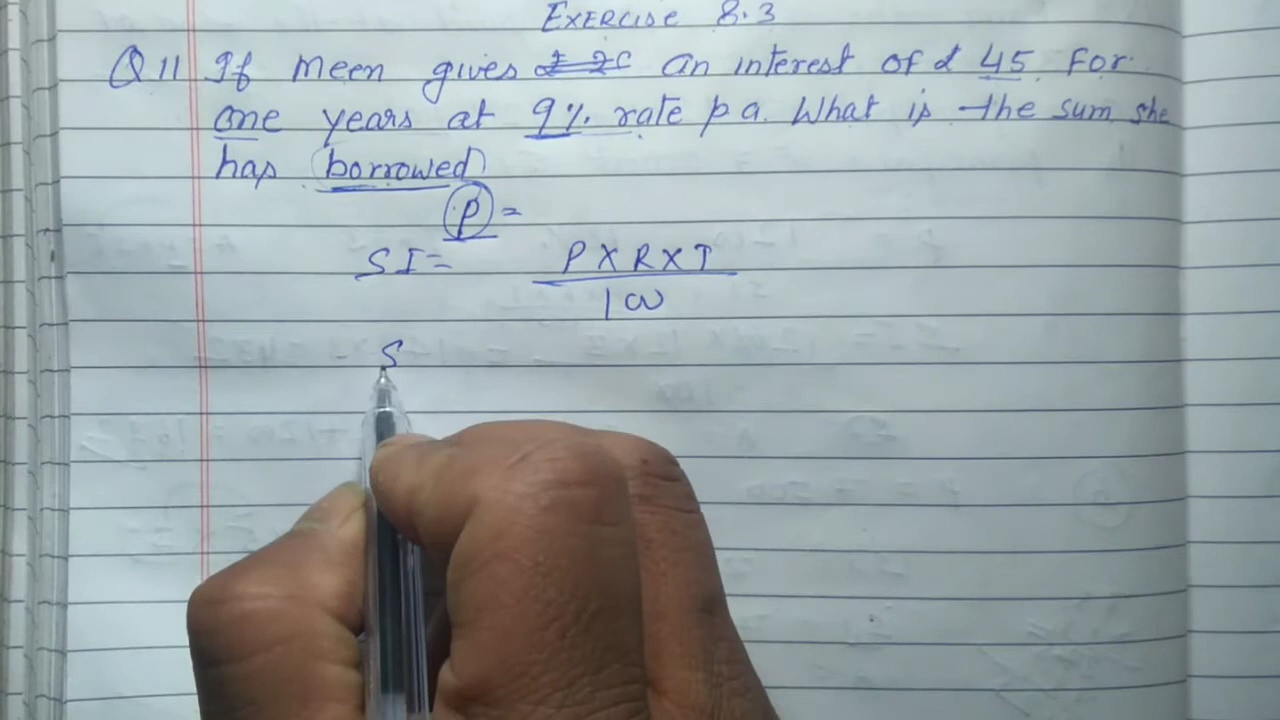 EXERCISE 8.3
Q 11 If meen gives an interest of ₹ 45 For
one years at 9% rate p a. What is the sum she
has borrowed
P =
SI = P X R X T
100
S